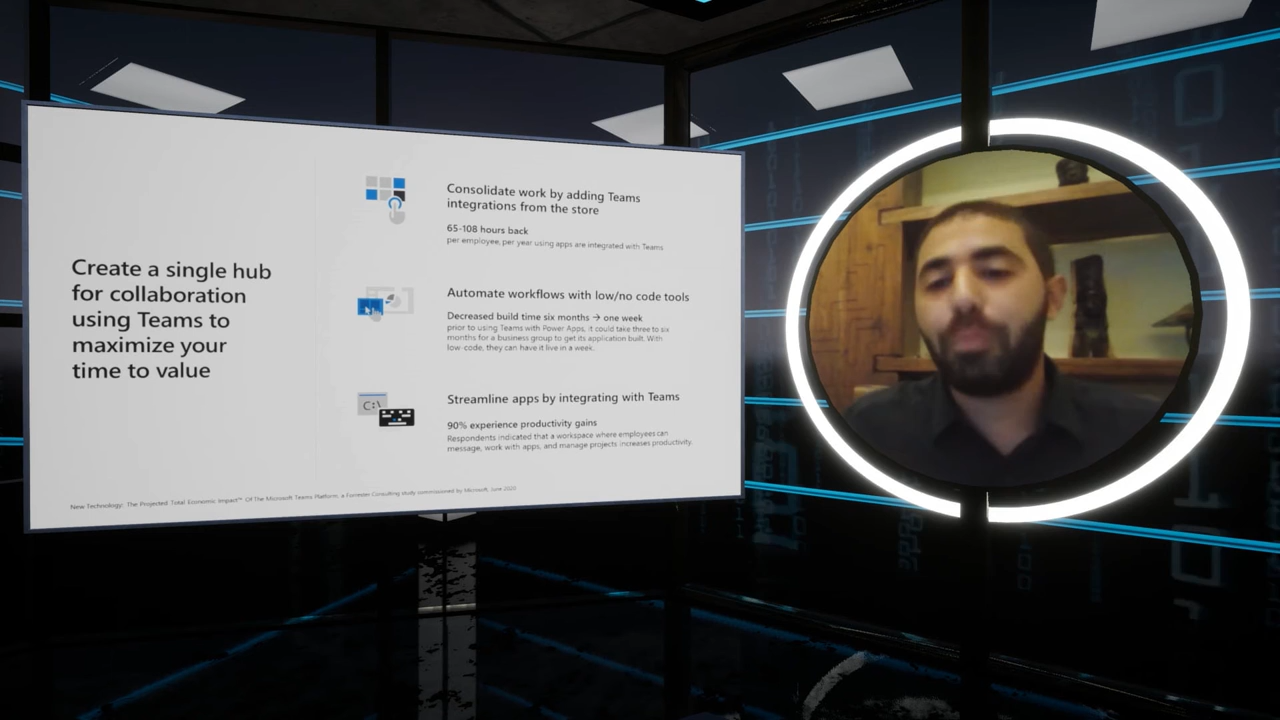 Create a single hub
for collaboration
using Teams to
maximize your
time to value
Consolidate work by adding Teams
integrations from the store
65-108 hours back
per employee, per year using apps are integrated with Teams
Automate workflows with low/no code tools
Decreased build time six months → one week
prior to using Teams with Power Apps, it could take three to six
months for a business group to get its application built. With
low code, they can have it live in a week.
C:\
Streamline apps by integrating with Teams
90% experience productivity gains
Respondents indicated that a workspace where employees can
message, work with apps, and manage projects increases productivity.
New Technology: The Projected Total Economic Impact™ Of The Microsoft Teams Platform, a Forrester Consulting study commissioned by Microsoft, June 2020